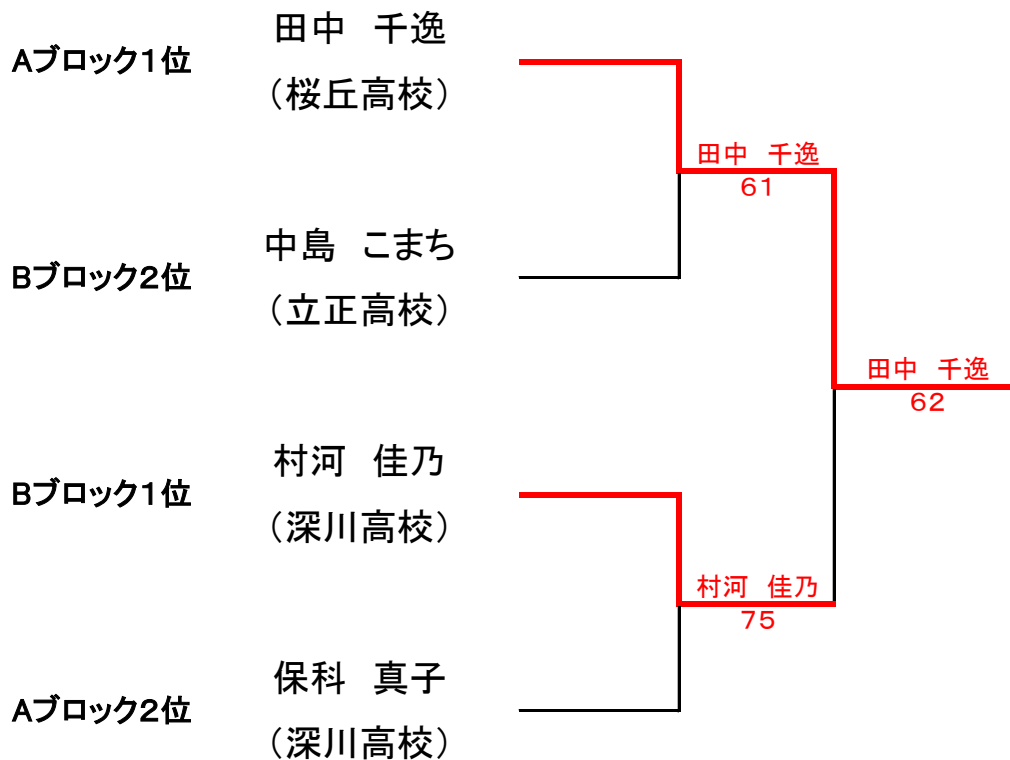 Aブロック1位
田中　千逸
（桜丘高校）
田中　千逸
61
Bブロック2位
中島　こまち
（立正高校）
田中　千逸
62
Bブロック1位
村河　佳乃
（深川高校）
村河　佳乃
75
Aブロック2位
保科　真子
（深川高校）